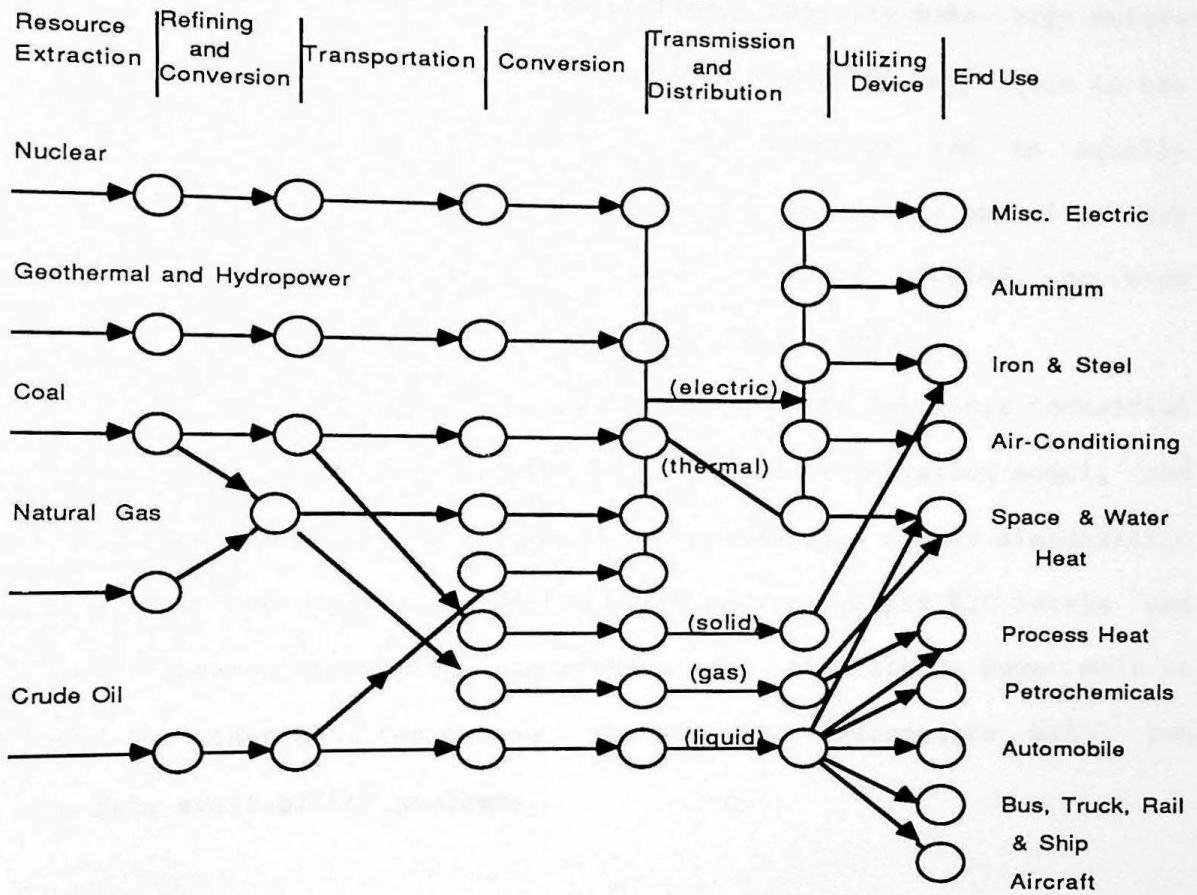 Resource
Extraction
Refining
and
Conversion
Transportation
Conversion
Transmission
and
Distribution
Utilizing
Device
End Use
Nuclear
Misc. Electric
Geothermal and Hydropower
Aluminum
Iron & Steel
(electric)
Coal
Air-Conditioning
(thermal)
Natural Gas
Space & Water
Heat
(solid)
Process Heat
(gas)
Petrochemicals
Crude Oil
(liquid)
Automobile
Bus, Truck, Rail
& Ship
Aircraft